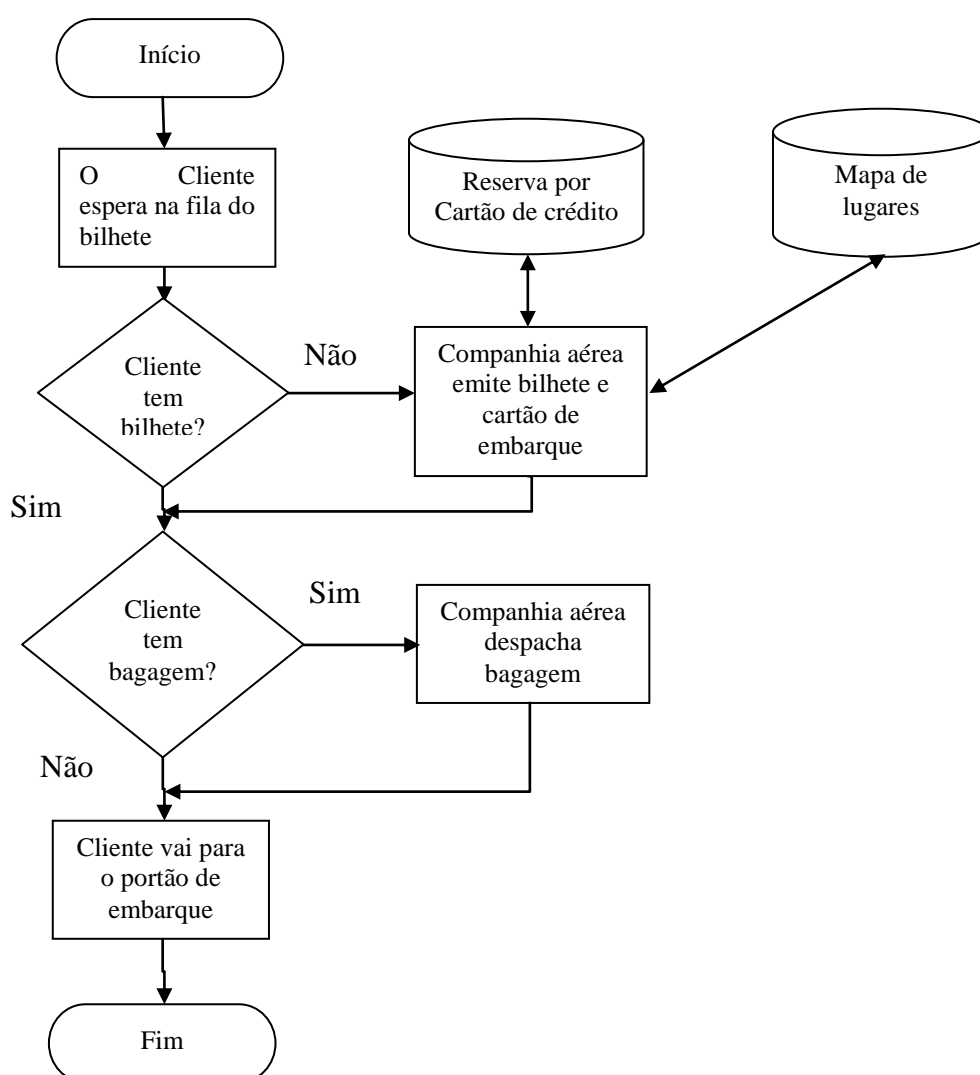 Início
O Cliente
espera na fila do
bilhete
Reserva por
Cartão de crédito
Mapa de
lugares
Cliente
tem
bilhete?
Não
Companhia aérea
emite bilhete e
cartão de
embarque
Sim
Cliente
tem
bagagem?
Sim
Companhia aérea
despacha
bagagem
Não
Cliente vai para
o portão de
embarque
Fim